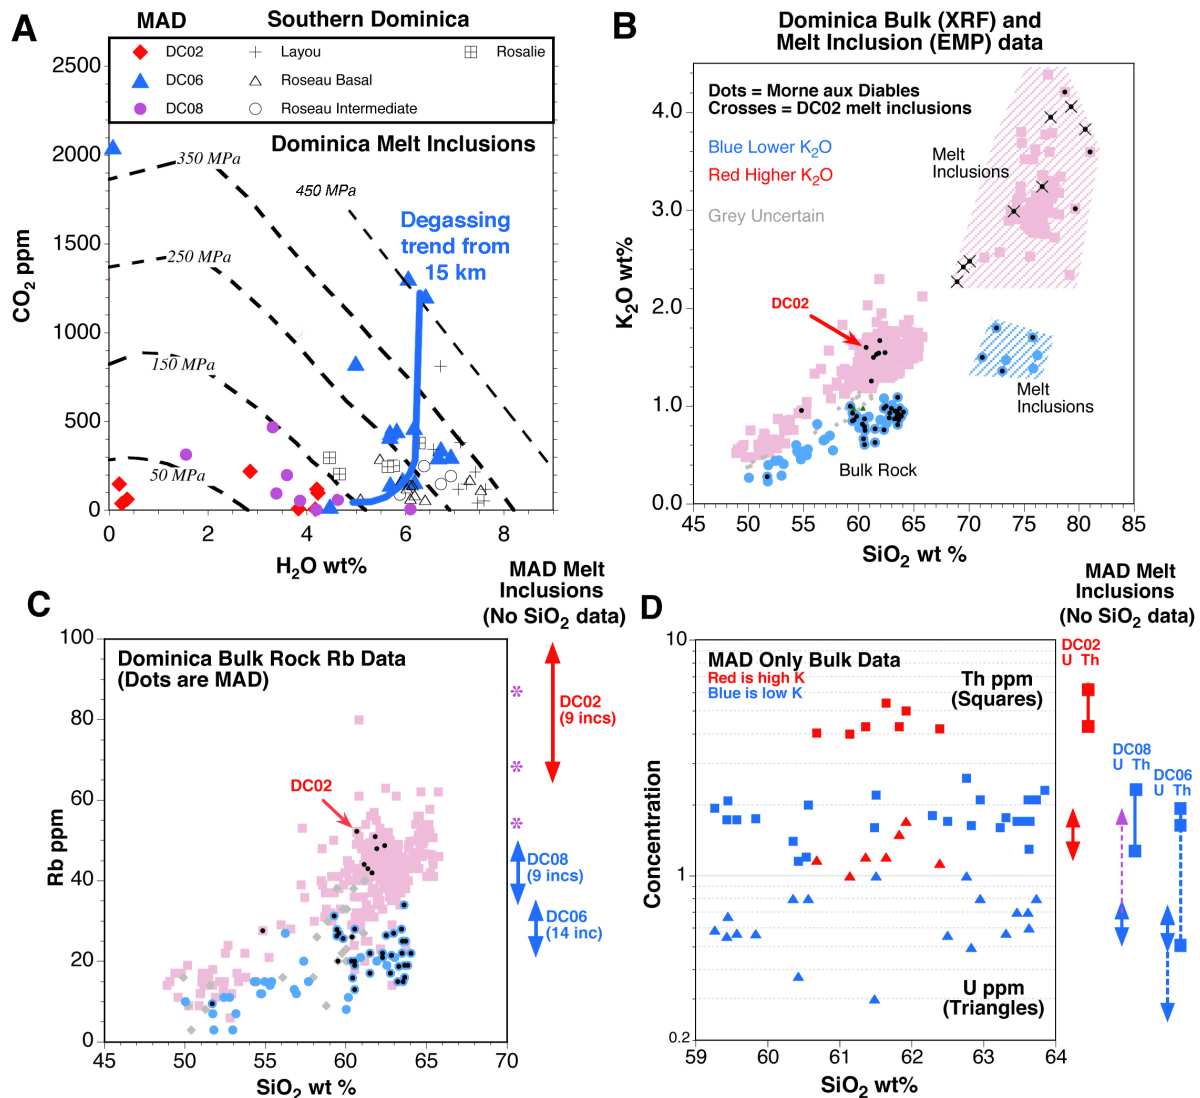 A
MAD
Southern Dominica
DC02
Layou
Rosalie
DC06
Roseau Basal
DC08
Roseau Intermediate
Dominica Melt Inclusions
2500
2000
1500
1000
500
0
CO2 ppm
350 MPa
450 MPa
250 MPa
150 MPa
50 MPa
Degassing
trend from
15 km
0
2
4
6
8
H2O wt%
B
Dominica Bulk (XRF) and
Melt Inclusion (EMP) data
Dots = Morne aux Diables
Crosses = DC02 melt inclusions
Blue Lower K2O
Red Higher K2O
Grey Uncertain
Melt
Inclusions
DC02
Melt
Inclusions
Bulk Rock
4.0
3.0
2.0
1.0
0.0
K2O wt%
45
50
55
60
65
70
75
80
85
SiO2 wt %
C
MAD Melt
Inclusions
(No SiO2 data)
Dominica Bulk Rock Rb Data
(Dots are MAD)
100
80
60
40
20
0
Rb ppm
DC02
*
*
*
DC02
(9 incs)
DC08
(9 incs)
DC06
(14 inc)
45
50
55
60
65
70
SiO2 wt %
D
MAD Melt
Inclusions
(No SiO2 data)
MAD Only Bulk Data
Red is high K
Blue is low K
Th ppm
(Squares)
U ppm
(Triangles)
10
1
0.2
Concentration
DC02
U Th
DC08
U Th
DC06
U Th
59
60
61
62
63
64
SiO2 wt%